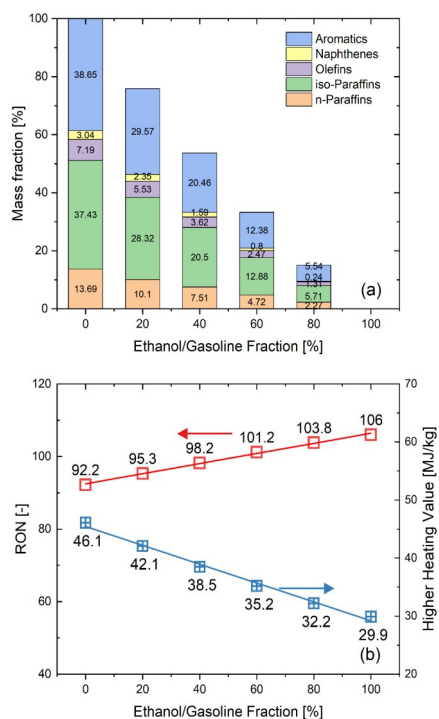 100
80
60
40
20
0
Mass fraction [%]
Aromatics
Naphthenes
Olefins
iso-Paraffins
n-Paraffins
38.65
3.04
7.19
37.43
13.69
29.57
2.35
5.53
28.32
10.1
20.46
1.59
3.62
20.5
7.51
12.38
0.8
2.47
12.88
4.72
5.54
0.24
1.31
5.71
2.27
(a)
0 20 40 60 80 100
Ethanol/Gasoline Fraction [%]
120
100
80
60
40
RON [-]
92.2 95.3 98.2 101.2 103.8 106
46.1 42.1 38.5 35.2 32.2 29.9
70
60
50
40
30
20
Higher Heating Value [MJ/kg]
(b)
0 20 40 60 80 100
Ethanol/Gasoline Fraction [%]